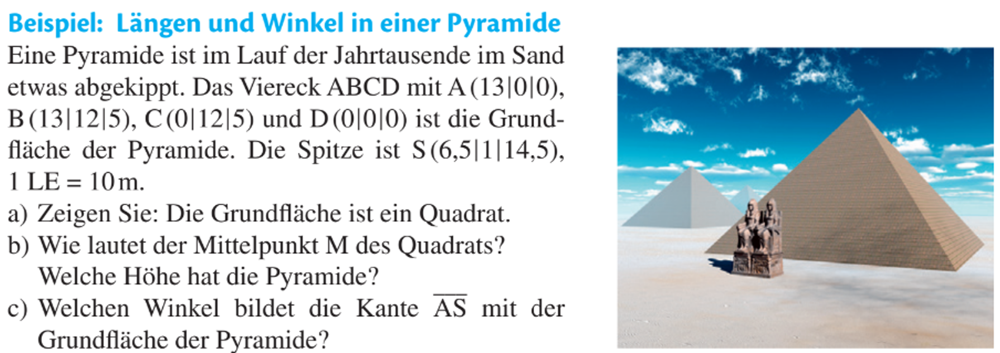 Beispiel: Längen und Winkel in einer Pyramide
Eine Pyramide ist im Lauf der Jahrtausende im Sand
etwas abgekippt. Das Viereck ABCD mit A(13|0|0),
B(13|12|5), C(0|12|5) und D(0|0|0) ist die Grund-
fläche der Pyramide. Die Spitze ist S(6,5|1|14,5),
1 LE = 10 m.
a) Zeigen Sie: Die Grundfläche ist ein Quadrat.
b) Wie lautet der Mittelpunkt M des Quadrats?
Welche Höhe hat die Pyramide?
c) Welchen Winkel bildet die Kante A̅S̅ mit der
Grundfläche der Pyramide?